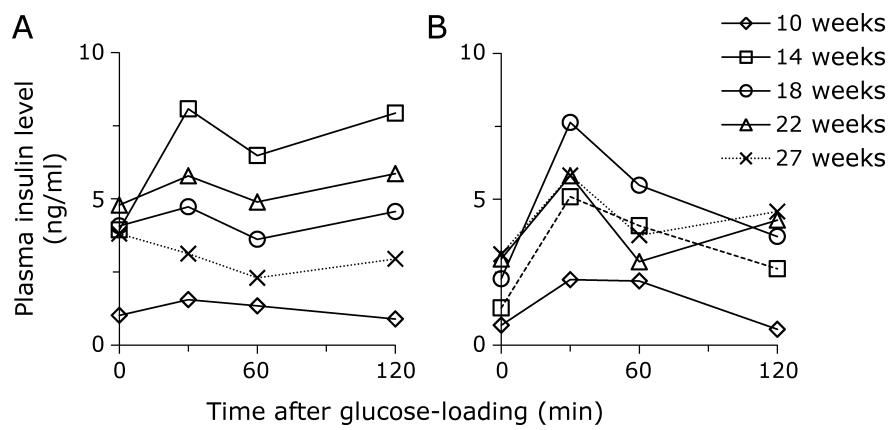 A
B
10 weeks
14 weeks
18 weeks
22 weeks
27 weeks
Plasma insulin level
(ng/ml)
10
5
0
0
60
120
10
5
0
0
60
120
Time after glucose-loading (min)